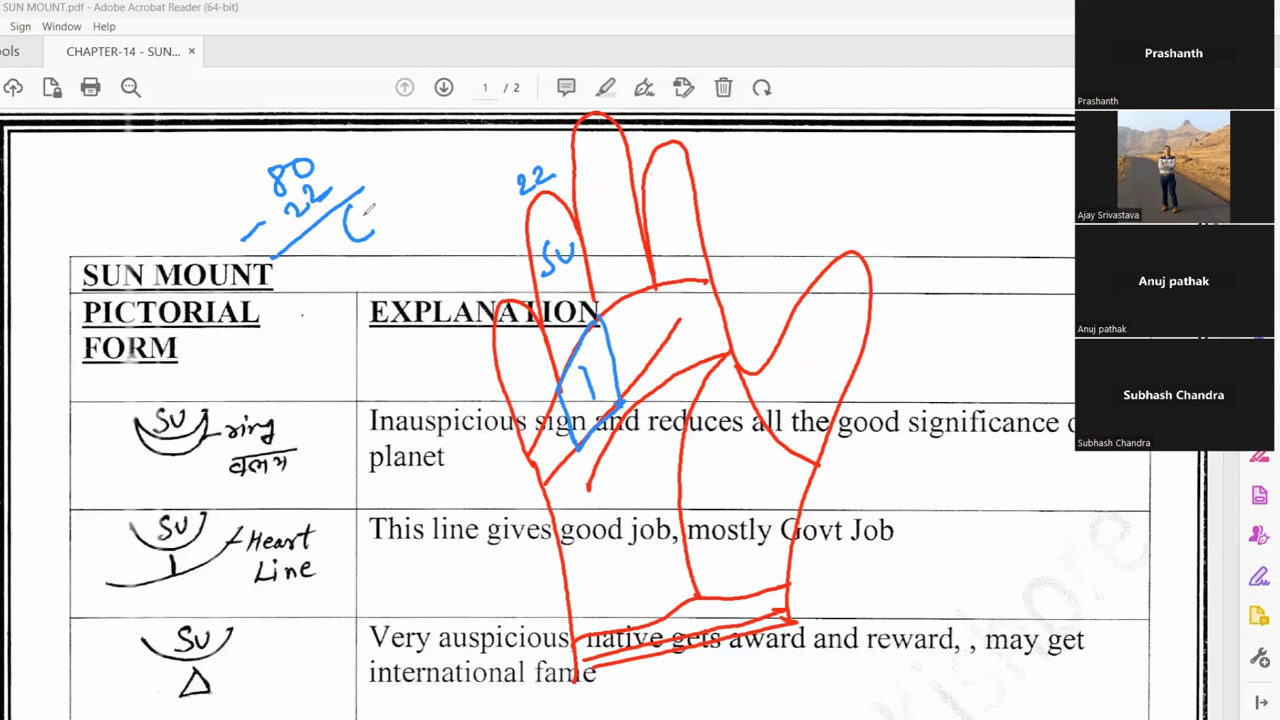 SUN MOUNT.pdf - Adobe Acrobat Reader (64-bit)
Sign Window Help
ols
CHAPTER-14 - SUN... ×
1 / 2
80
- 22
22
SU
1
SUN MOUNT
PICTORIAL FORM
EXPLANATION
SU
ring
वलय
Inauspicious sign and reduces all the good significance
planet
SU
Heart
Line
This line gives good job, mostly Govt Job
SU
Very auspicious, native gets award and reward, , may get
international fame
Prashanth
Prashanth
Ajay Srivastava
Anuj pathak
Anuj pathak
Subhash Chandra
Subhash Chandra